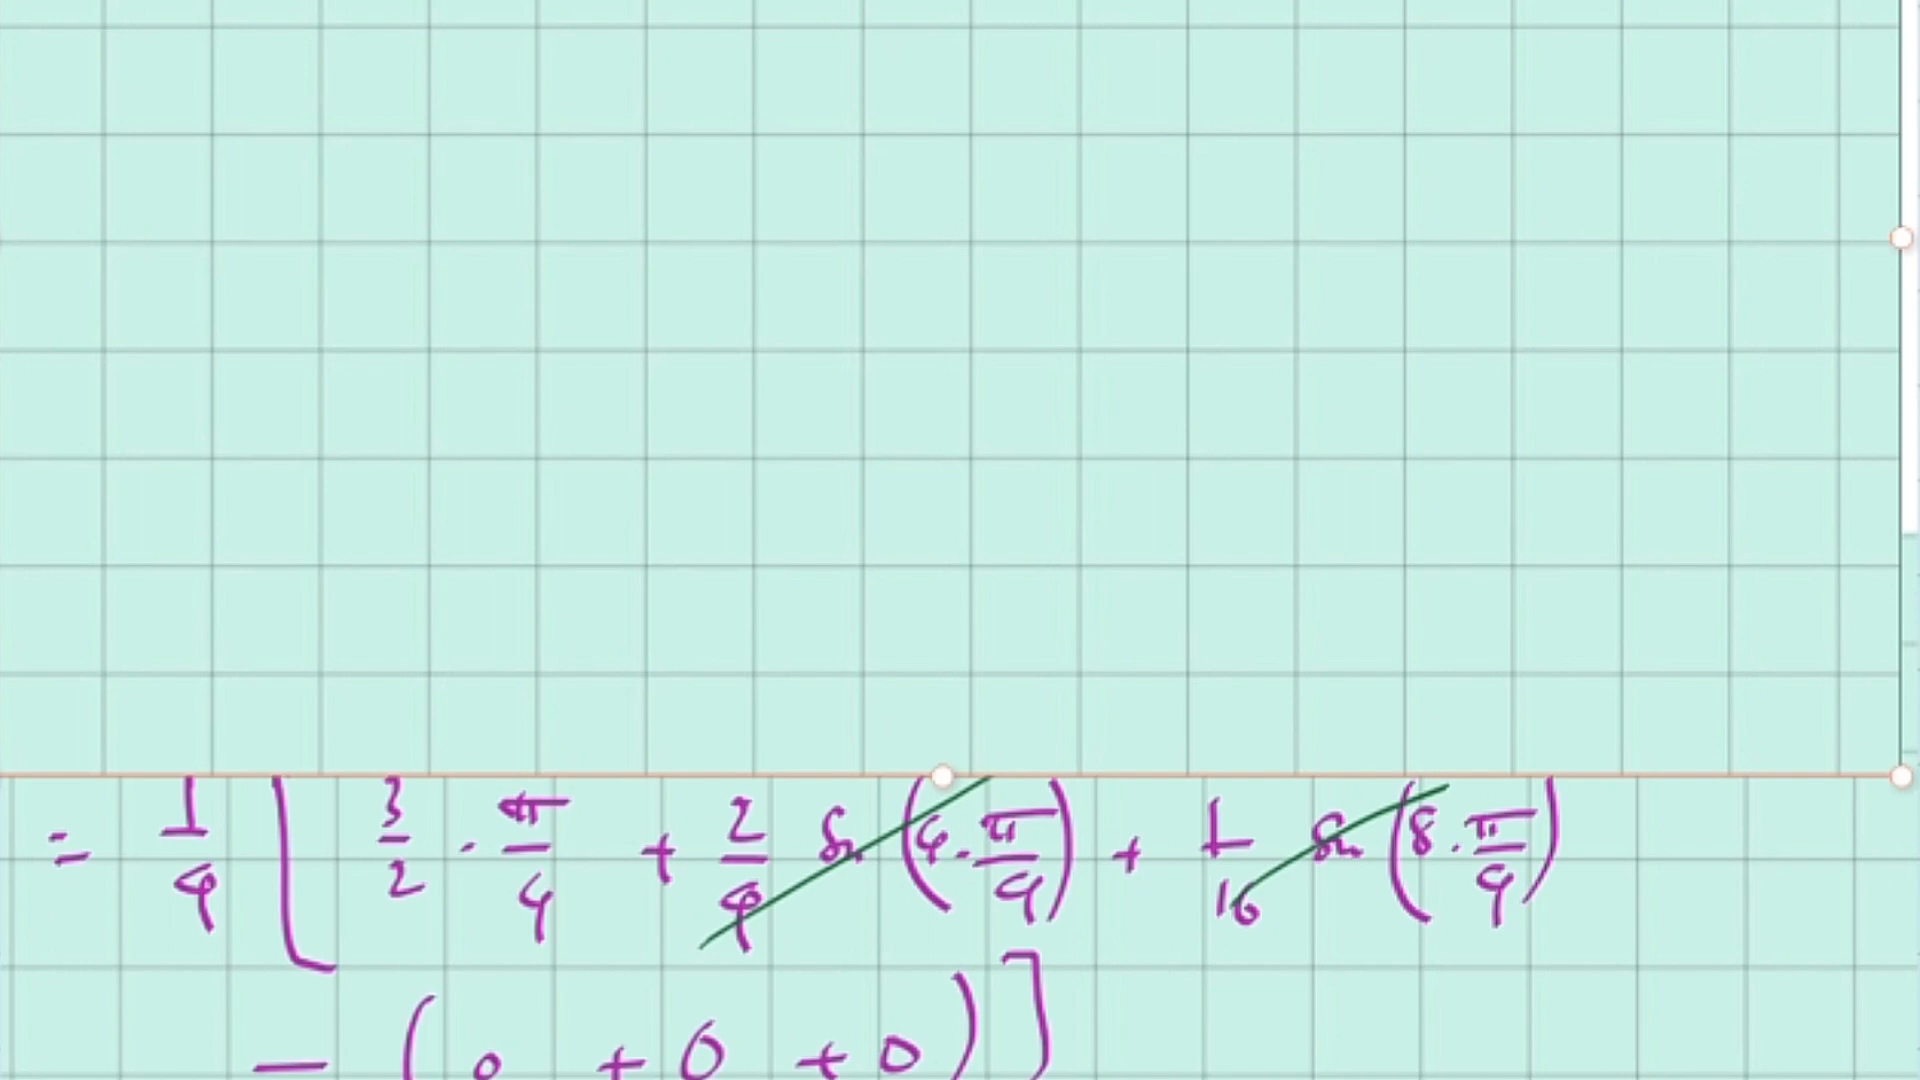 = 1/4 [ 3/2 · π/4 + 2/4 sin (4 · π/4) + 1/16 sin (8 · π/4)
— ( 0 + 0 + 0 ) ]